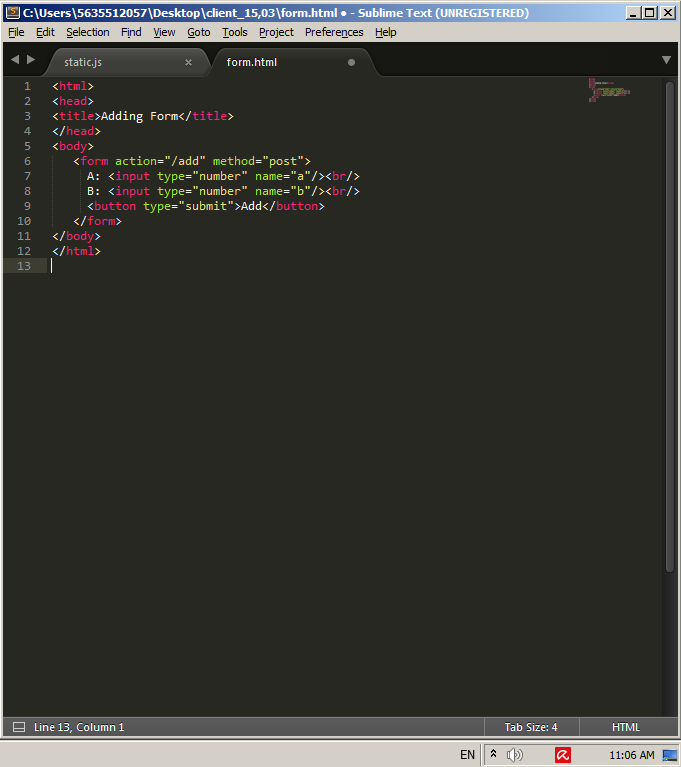 C:\Users\5635512057\Desktop\client_15,03\form.html • - Sublime Text (UNREGISTERED)
File Edit Selection Find View Goto Tools Project Preferences Help
static.js × form.html
1 <html>
2 <head>
3 <title>Adding Form</title>
4 </head>
5 <body>
6 <form action="/add" method="post">
7 A: <input type="number" name="a"/><br/>
8 B: <input type="number" name="b"/><br/>
9 <button type="submit">Add</button>
10 </form>
11 </body>
12 </html>
13
Line 13, Column 1 Tab Size: 4 HTML
EN 11:06 AM